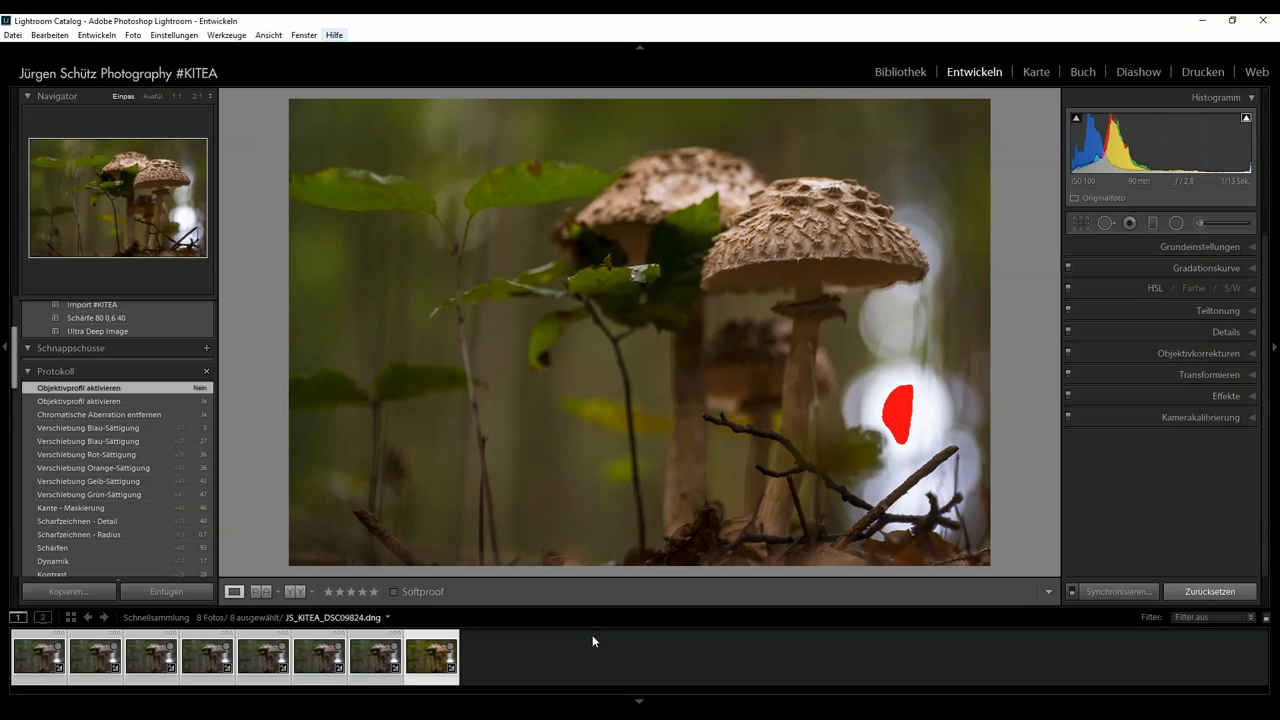 Lightroom Catalog - Adobe Photoshop Lightroom - Entwickeln
Datei Bearbeiten Entwickeln Foto Einstellungen Werkzeuge Ansicht Fenster Hilfe
Jürgen Schütz Photography #KITEA
Bibliothek Entwickeln Karte Buch Diashow Drucken Web
Navigator Einpas. Ausfül. 1:1 2:1
Import #KITEA
Schärfe 80 0,6 40
Ultra Deep Image
Schnappschüsse +
Protokoll
Objektivprofil aktivieren Nein
Objektivprofil aktivieren Ja
Chromatische Aberration entfernen Ja
Verschiebung Blau-Sättigung -27 0
Verschiebung Blau-Sättigung +27 27
Verschiebung Rot-Sättigung +36 36
Verschiebung Orange-Sättigung +36 36
Verschiebung Gelb-Sättigung 45
Verschiebung Grün-Sättigung +47 47
Kante - Maskierung 46
Scharfzeichnen - Detail 40
Scharfzeichnen - Radius 0,7
Schärfen 93
Dynamik 17
Kontrast 28
Kopieren... Einfügen
Softproof
Histogramm
ISO 100 90 mm ƒ / 2,8 1/13 Sek.
Originalfoto
Grundeinstellungen
Gradationskurve
HSL / Farbe / S/W
Teiltonung
Details
Objektivkorrekturen
Transformieren
Effekte
Kamerakalibrierung
Synchronisieren... Zurücksetzen
1 2 Schnellsammlung 8 Fotos/ 8 ausgewählt/ JS_KITEA_DSC09824.dng
Filter: Filter aus